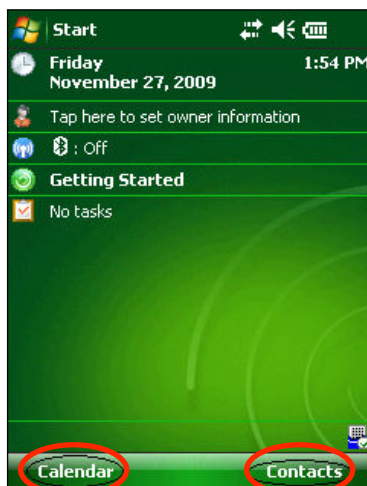 Start
Friday 1:54 PM
November 27, 2009
Tap here to set owner information
: Off
Getting Started
No tasks
Calendar Contacts